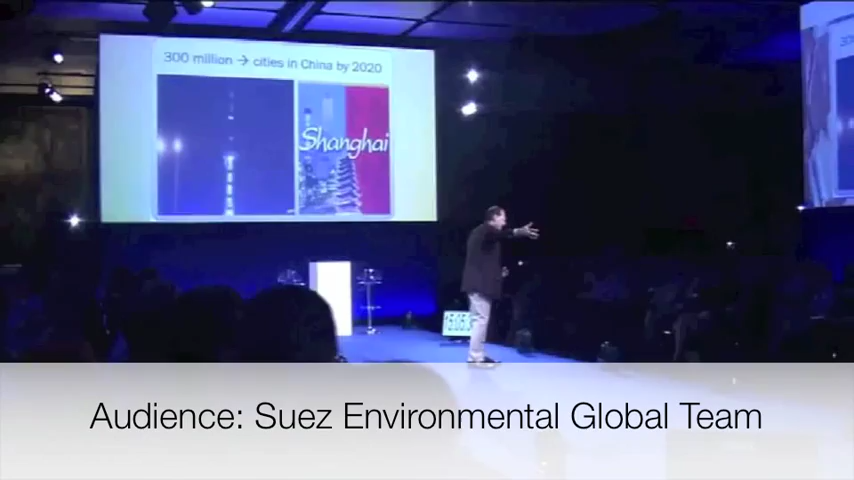 300 million → cities in China by 2020
Shanghai
Audience: Suez Environmental Global Team